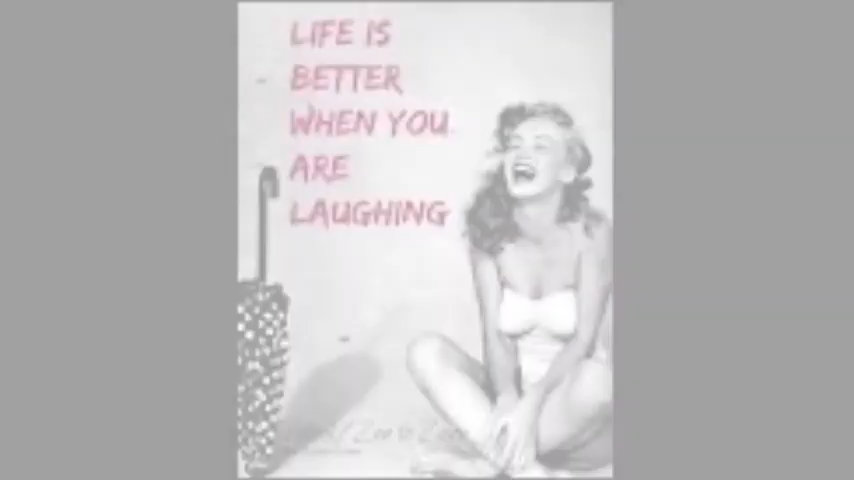 LIFE IS
BETTER
WHEN YOU
ARE
LAUGHING